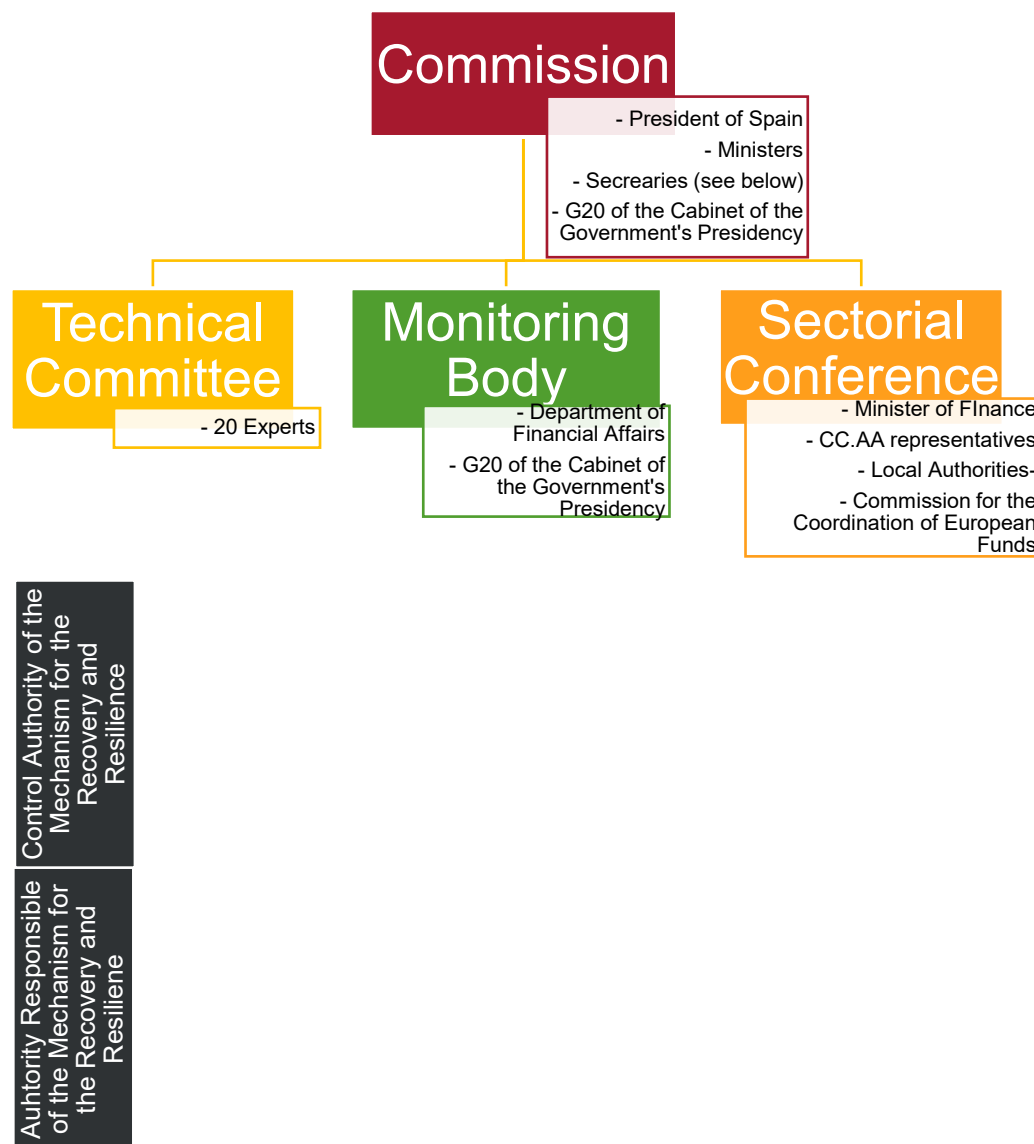 Commission
- President of Spain
- Ministers
- Secrearies (see below)
- G20 of the Cabinet of the
Government's Presidency
Technical
Committee
- 20 Experts
Monitoring
Body
- Department of
Financial Affairs
- G20 of the Cabinet of
the Government's
Presidency
Sectorial
Conference
- Minister of FInance
- CC.AA representatives
- Local Authorities-
- Commission for the
Coordination of European
Funds
Control Authority of the
Mechanism for the
Recovery and
Resilience
Auhtority Responsible
of the Mechanism for
the Recovery and
Resiliene